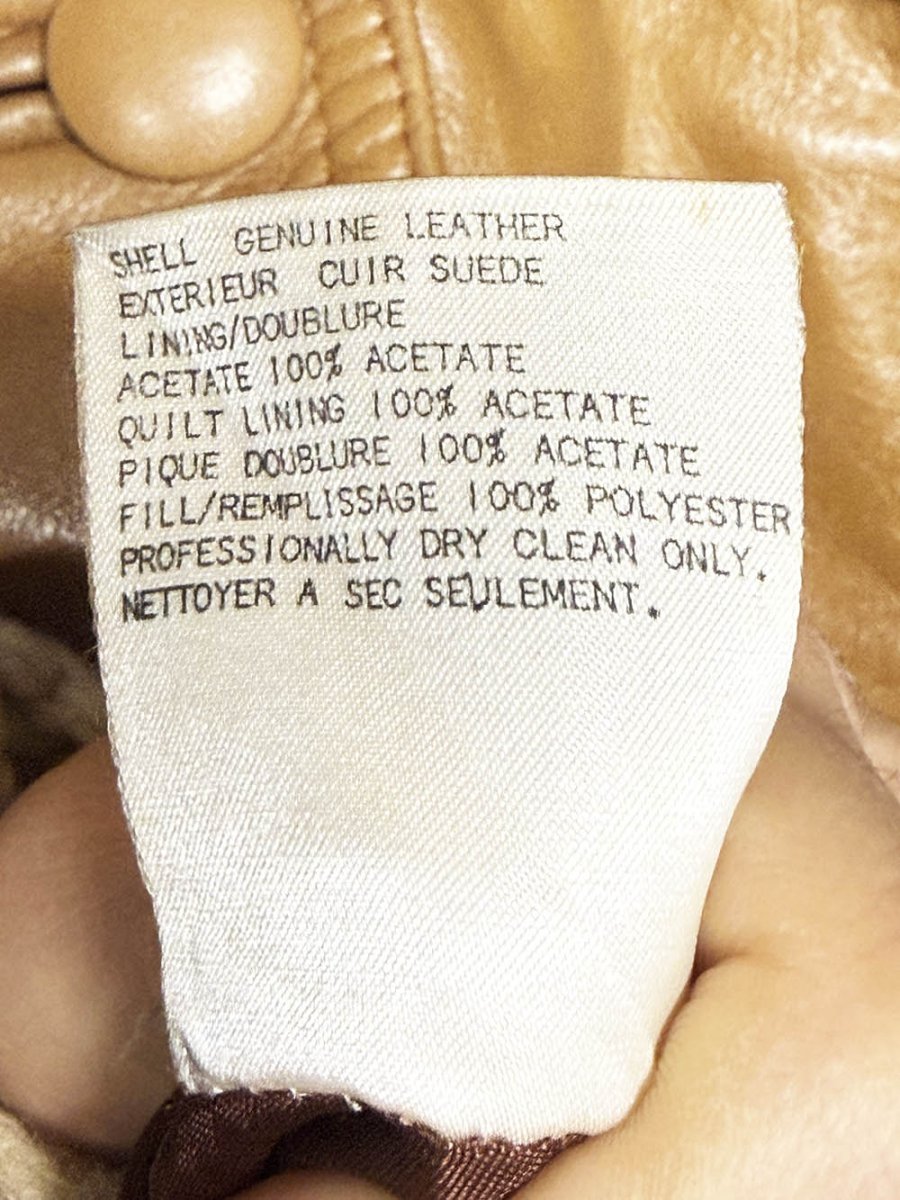 SHELL GENUINE LEATHER
EXTERIEUR CUIR SUEDE
LINING/DOUBLURE
ACETATE 100% ACETATE
QUILT LINING 100% ACETATE
PIQUE DOUBLURE 100% ACETATE
FILL/REMPLISSAGE 100% POLYESTER
PROFESSIONALLY DRY CLEAN ONLY.
NETTOYER A SEC SEULEMENT.